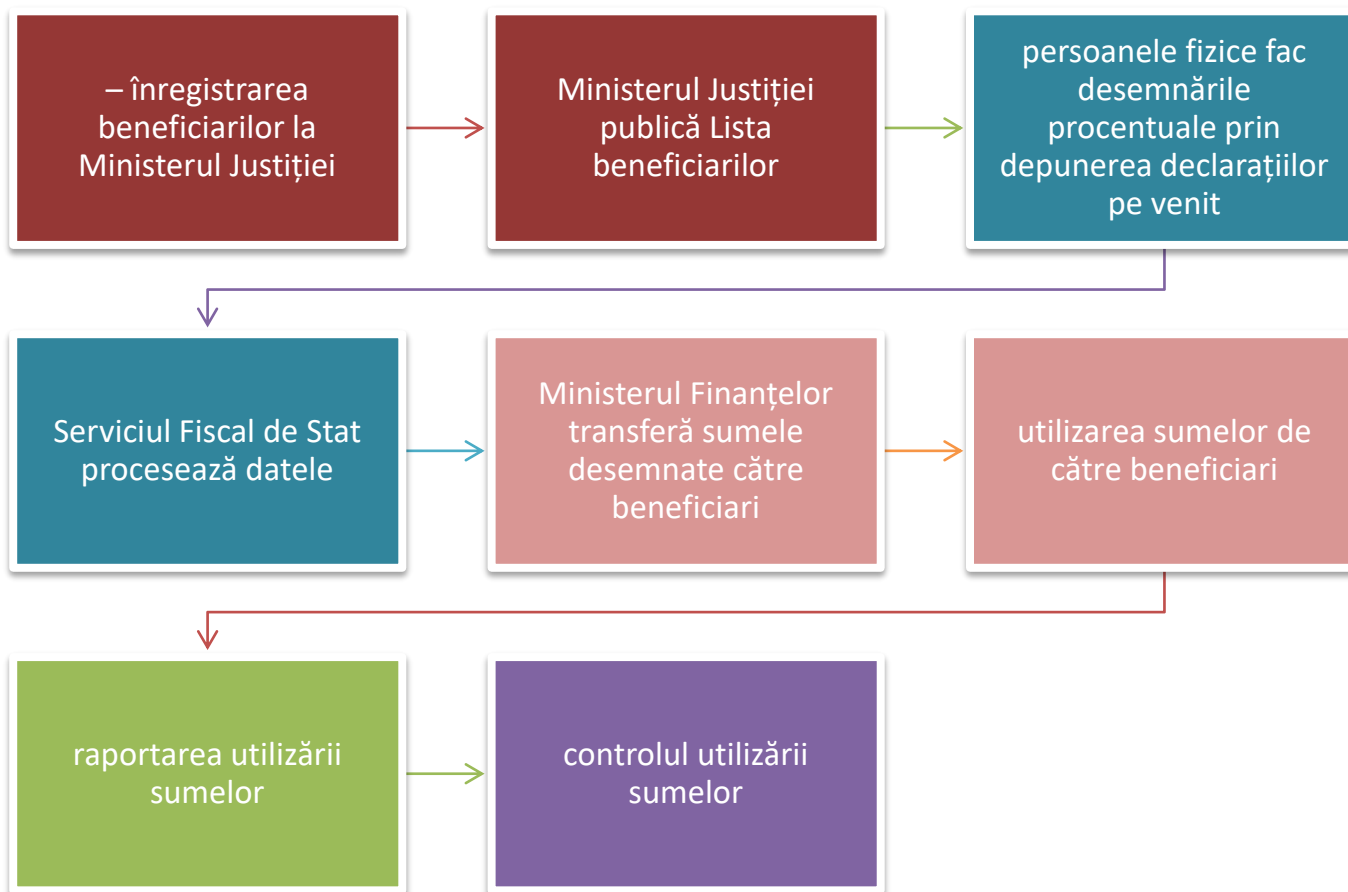 – înregistrarea
beneficiarilor la
Ministerul Justiției
Ministerul Justiției
publică Lista
beneficiarilor
persoanele fizice fac
desemnările
procentuale prin
depunerea declarațiilor
pe venit
Serviciul Fiscal de Stat
procesează datele
Ministerul Finanțelor
transferă sumele
desemnate către
beneficiari
utilizarea sumelor de
către beneficiari
raportarea utilizării
sumelor
controlul utilizării
sumelor